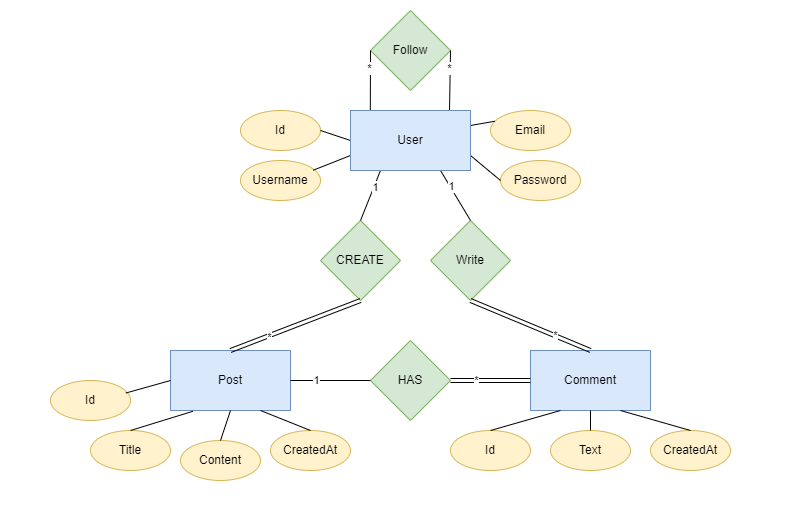 Follow
*
*
Id
User
Email
Username
Password
1
1
CREATE
Write
*
*
Post
1
HAS
*
Comment
Id
Title
Content
CreatedAt
Id
Text
CreatedAt